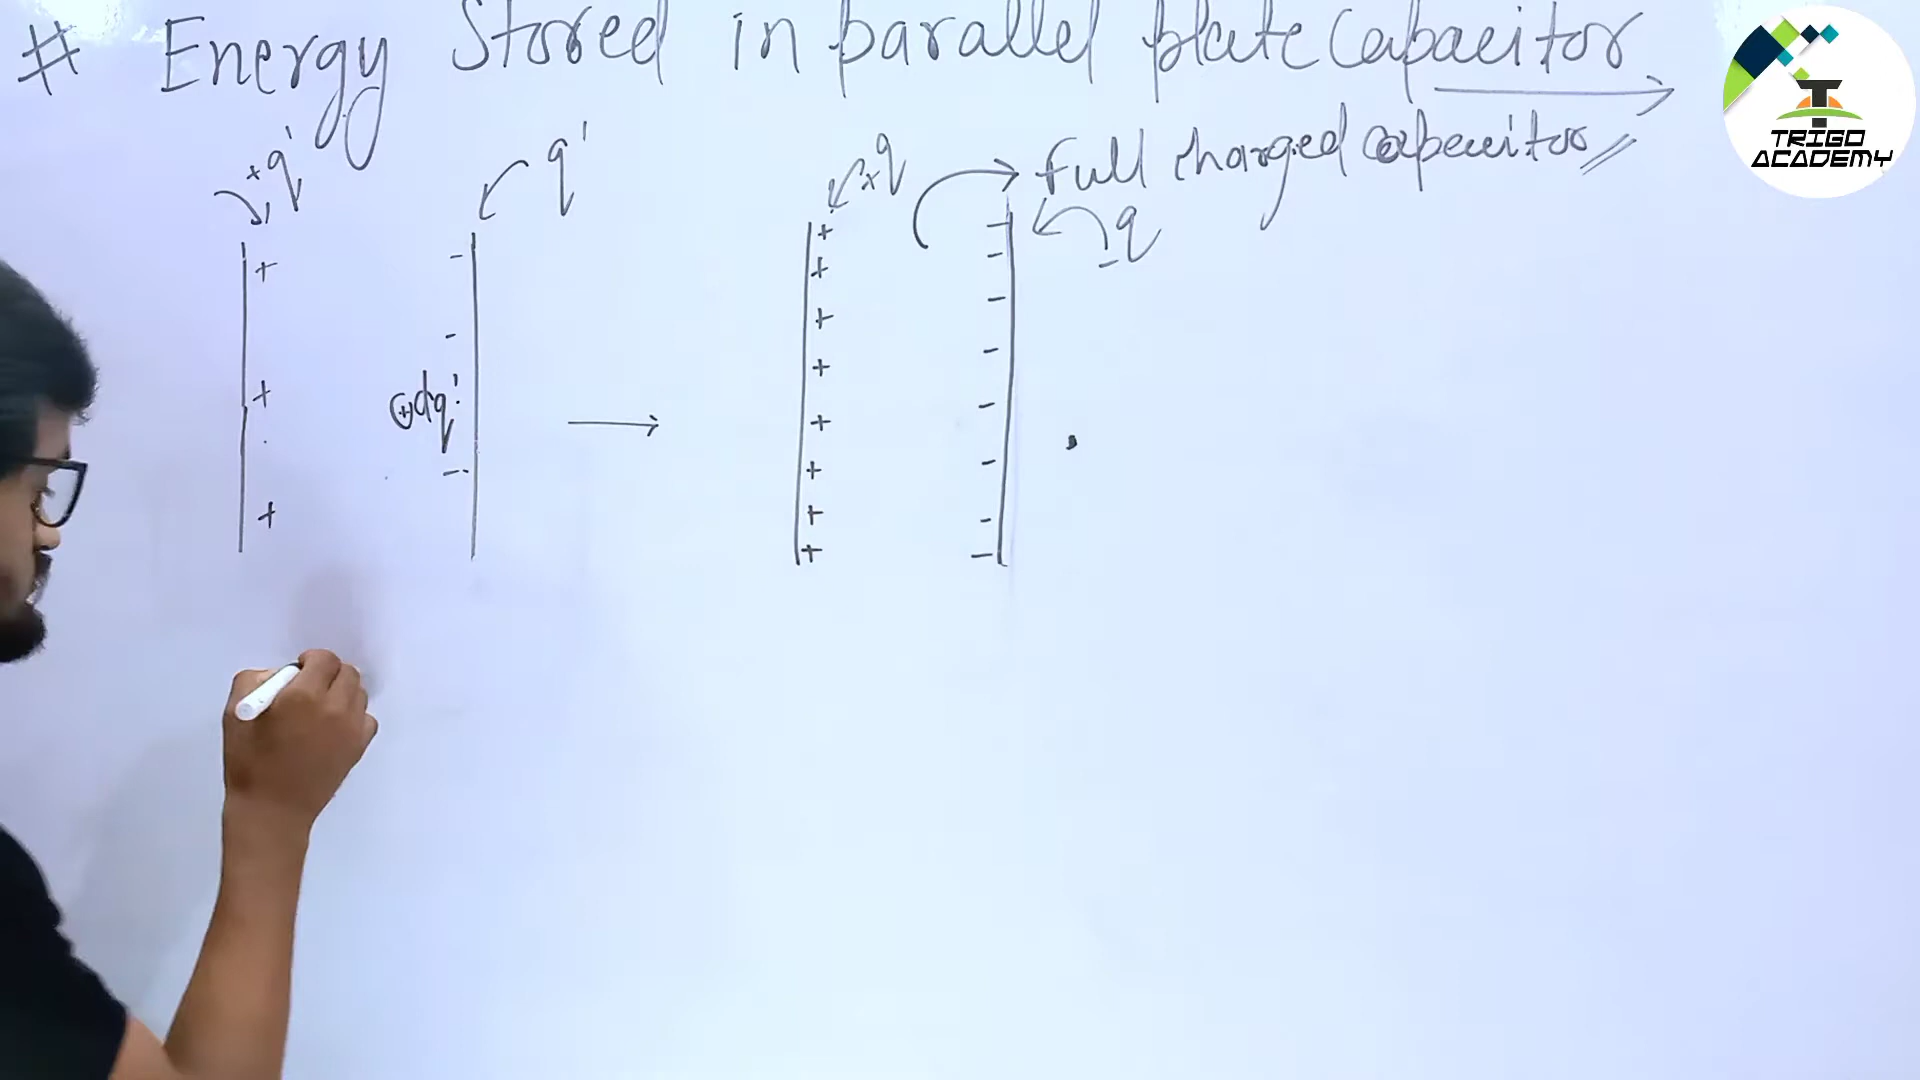 # Energy Stored in parallel plate Capacitor
TRIGO
ACADEMY
+q'
q'
+q
Full charged capacitor
-q
+ - + -
+ -
- + -
+ -
+ ⊕dq' + -
- + -
+ + -
+ -